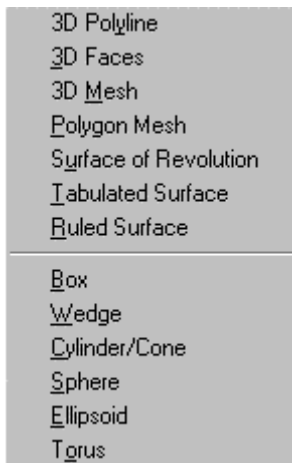 3D Polyline
3D Faces
3D Mesh
Polygon Mesh
Surface of Revolution
Tabulated Surface
Ruled Surface
Box
Wedge
Cylinder/Cone
Sphere
Ellipsoid
Torus